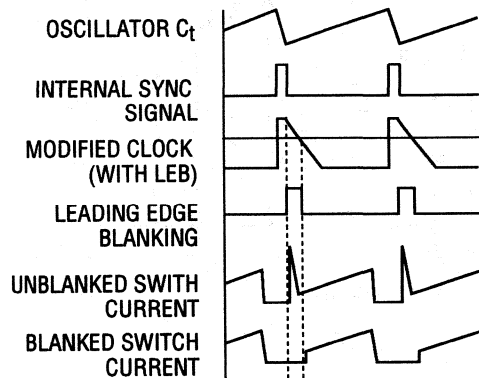 OSCILLATOR Ct
INTERNAL SYNC
SIGNAL
MODIFIED CLOCK
(WITH LEB)
LEADING EDGE
BLANKING
UNBLANKED SWITH
CURRENT
BLANKED SWITCH
CURRENT